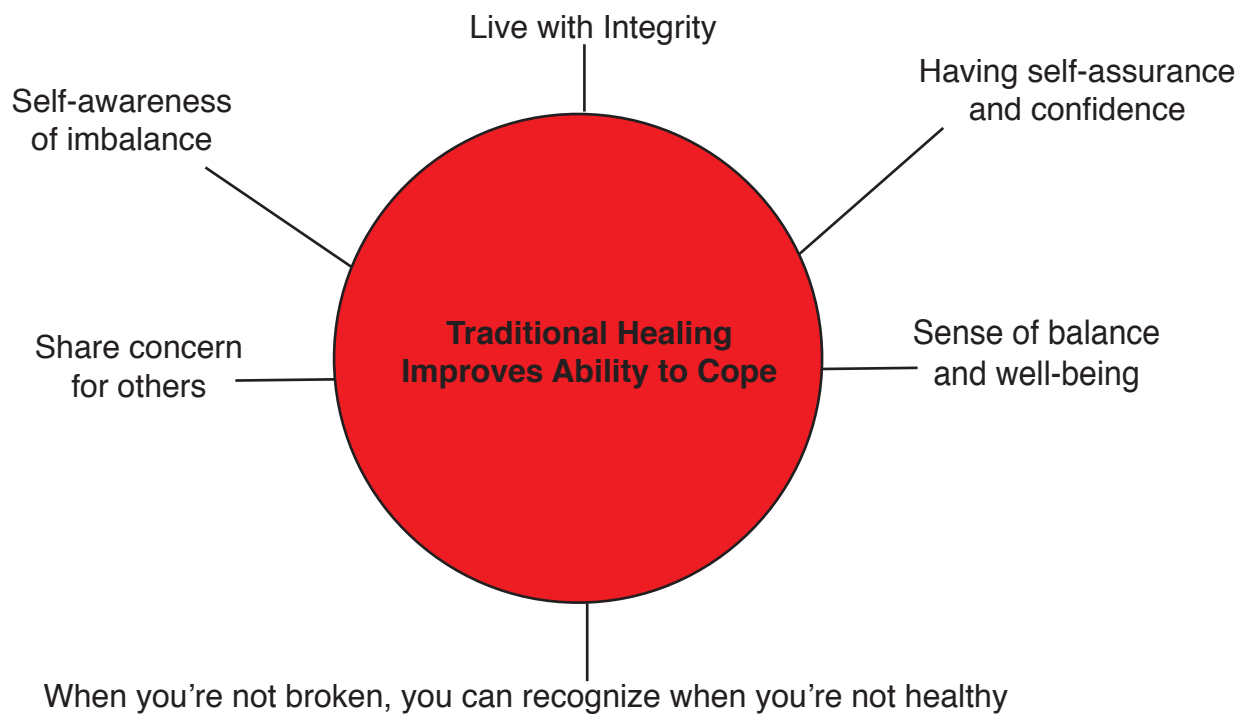 Live with Integrity
Having self-assurance
and confidence
Self-awareness
of imbalance
Traditional Healing
Improves Ability to Cope
Sense of balance
and well-being
Share concern
for others
When you're not broken, you can recognize when you're not healthy